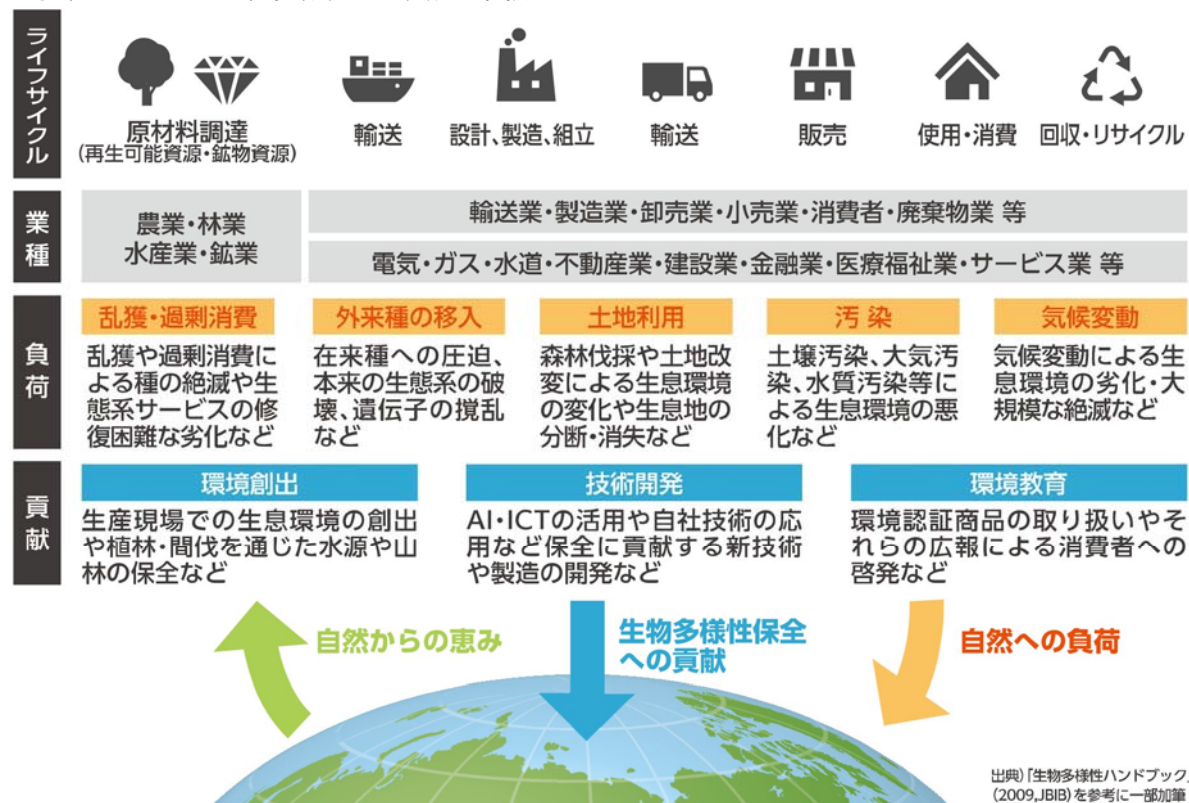 ライフサイクル
原材料調達
(再生可能資源・鉱物資源)
輸送
設計、製造、組立
輸送
販売
使用・消費
回収・リサイクル
業種
農業・林業
水産業・鉱業
輸送業・製造業・卸売業・小売業・消費者・廃棄物業 等
電気・ガス・水道・不動産業・建設業・金融業・医療福祉業・サービス業 等
負荷
乱獲・過剰消費
乱獲や過剰消費に
よる種の絶滅や生
態系サービスの修
復困難な劣化など
外来種の移入
在来種への圧迫、
本来の生態系の破
壊、遺伝子の撹乱
など
土地利用
森林伐採や土地改
変による生息環境
の変化や生息地の
分断・消失など
汚 染
土壌汚染、大気汚
染、水質汚染等に
よる生息環境の悪
化など
気候変動
気候変動による生
息環境の劣化・大
規模な絶滅など
貢献
環境創出
生産現場での生息環境の創出
や植林・間伐を通じた水源や山
林の保全など
技術開発
AI・ICTの活用や自社技術の応
用など保全に貢献する新技術
や製造の開発など
環境教育
環境認証商品の取り扱いやそ
れらの広報による消費者への
啓発など
自然からの恵み
生物多様性保全
への貢献
自然への負荷
出典)「生物多様性ハンドブック」
(2009,JBIB)を参考に一部加筆